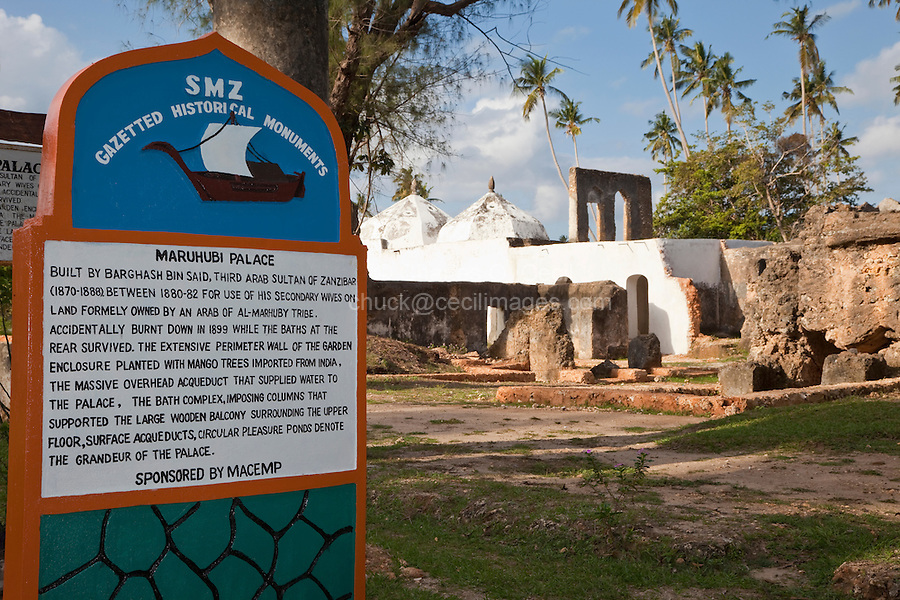 SMZ
GAZETTED HISTORICAL MONUMENTS
MARUHUBI PALACE
BUILT BY BARGHASH BIN SAID, THIRD ARAB SULTAN OF ZANZIBAR
(1870-1888), BETWEEN 1880-82 FOR USE OF HIS SECONDARY WIVES ON
LAND FORMELY OWNED BY AN ARAB OF AL-MARHUBY TRIBE.
ACCIDENTALLY BURNT DOWN IN 1899 WHILE THE BATHS AT THE
REAR SURVIVED. THE EXTENSIVE PERIMETER WALL OF THE GARDEN
ENCLOSURE PLANTED WITH MANGO TREES IMPORTED FROM INDIA,
THE MASSIVE OVERHEAD ACQEDUCT THAT SUPPLIED WATER TO
THE PALACE, THE BATH COMPLEX, IMPOSING COLUMNS THAT
SUPPORTED THE LARGE WOODEN BALCONY SURROUNDING THE UPPER
FLOOR, SURFACE ACQEDUCTS, CIRCULAR PLEASURE PONDS DENOTE
THE GRANDEUR OF THE PALACE.
SPONSORED BY MACEMP
chuck@cecilimages.com